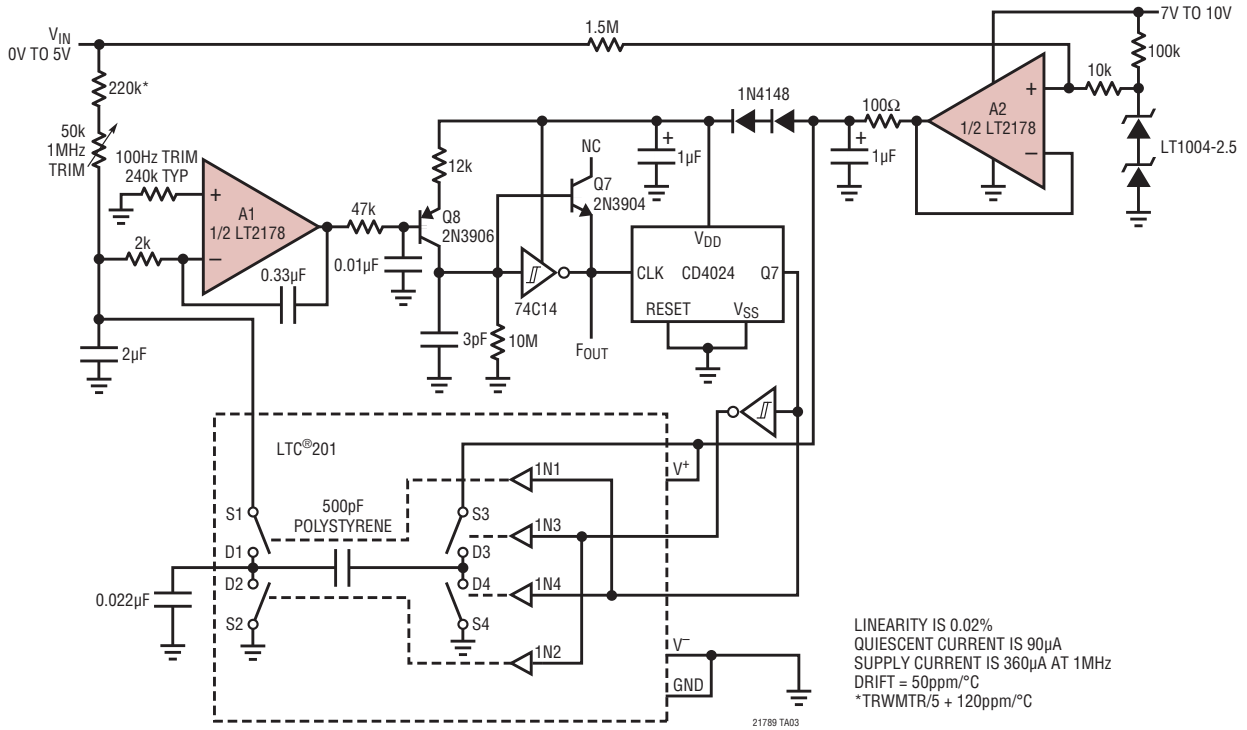 VIN
0V TO 5V
1.5M
7V TO 10V
100k
10k
220k*
50k
1MHz
TRIM
100Hz TRIM
240k TYP
1N4148
100Ω
+
A2
1/2 LT2178
−
LT1004-2.5
+
1µF
+
1µF
12k
NC
Q7
2N3904
+
A1
1/2 LT2178
−
47k
Q8
2N3906
2k
0.33µF
0.01µF
74C14
VDD
CLK
CD4024
Q7
RESET
VSS
2µF
3pF
10M
FOUT
LTC®201
V+
1N1
500pF
POLYSTYRENE
S1
S3
1N3
D1
D3
D2
D4
1N4
0.022µF
S2
S4
1N2
V−
GND
LINEARITY IS 0.02%
QUIESCENT CURRENT IS 90µA
SUPPLY CURRENT IS 360µA AT 1MHz
DRIFT = 50ppm/°C
*TRWMTR/5 + 120ppm/°C
21789 TA03